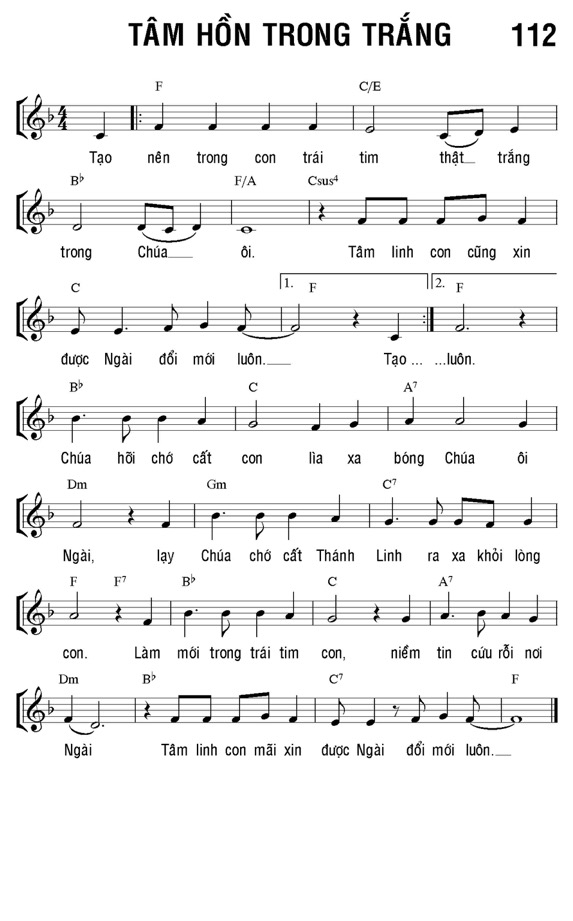 TÂM HỒN TRONG TRẮNG 112
F C/E
Tạo nên trong con trái tim thật trắng
B♭ F/A Csus4
trong Chúa ôi. Tâm linh con cũng xin
C 1. F 2. F
được Ngài đổi mới luôn. Tạo ... ...luôn.
B♭ C A7
Chúa hỡi chớ cất con lìa xa bóng Chúa ôi
Dm Gm C7
Ngài, lạy Chúa chớ cất Thánh Linh ra xa khỏi lòng
F F7 B♭ C A7
con. Làm mới trong trái tim con, niềm tin cứu rỗi nơi
Dm B♭ C7 F
Ngài Tâm linh con mãi xin được Ngài đổi mới luôn.